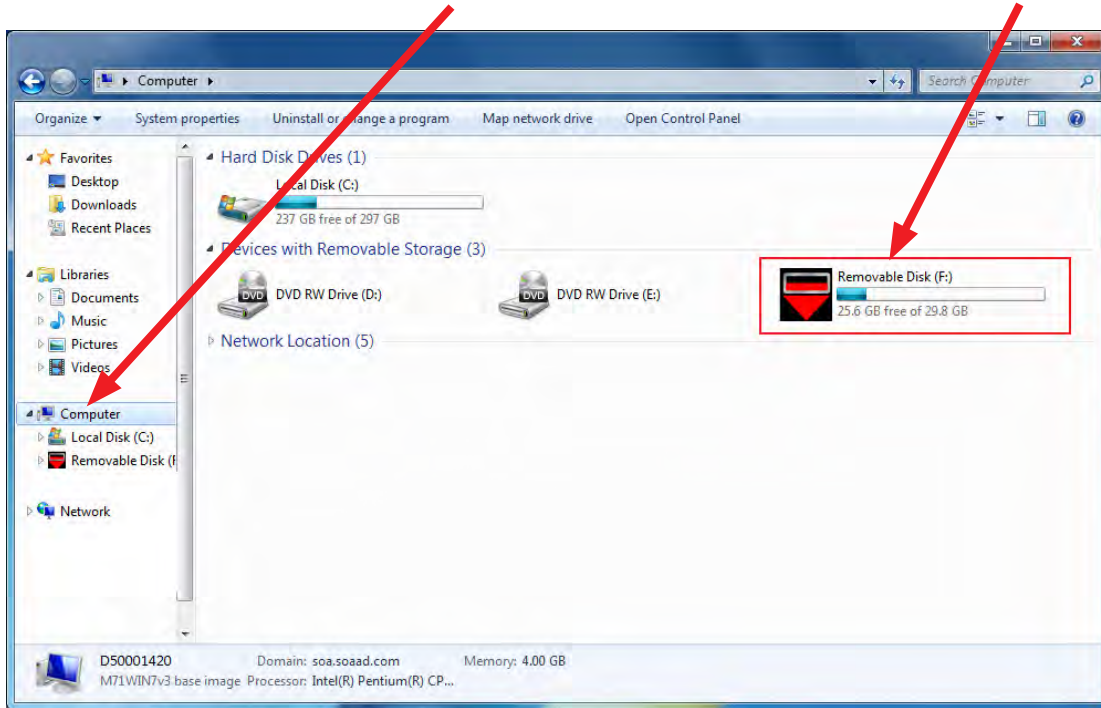 Computer
Search Computer
Organize System properties Uninstall or change a program Map network drive Open Control Panel
Favorites
Desktop
Downloads
Recent Places
Libraries
Documents
Music
Pictures
Videos
Computer
Local Disk (C:)
Removable Disk (F
Network
Hard Disk Drives (1)
Local Disk (C:)
237 GB free of 297 GB
Devices with Removable Storage (3)
DVD RW Drive (D:)
DVD RW Drive (E:)
Removable Disk (F:)
25.6 GB free of 29.8 GB
Network Location (5)
D50001420 Domain: soa.soaad.com Memory: 4.00 GB
M71WIN7v3 base image Processor: Intel(R) Pentium(R) CP...